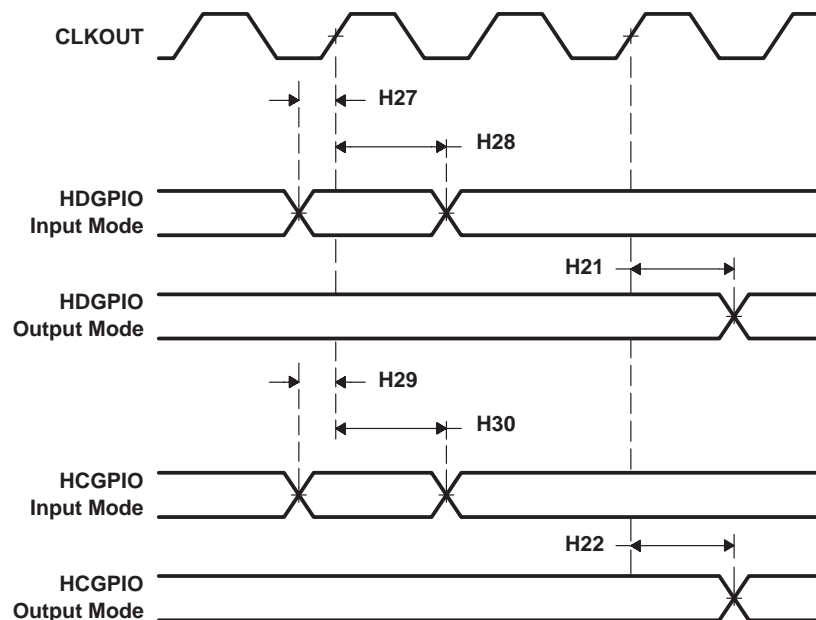 CLKOUT
H27
H28
HDGPIO
Input Mode
H21
HDGPIO
Output Mode
H29
H30
HCGPIO
Input Mode
H22
HCGPIO
Output Mode